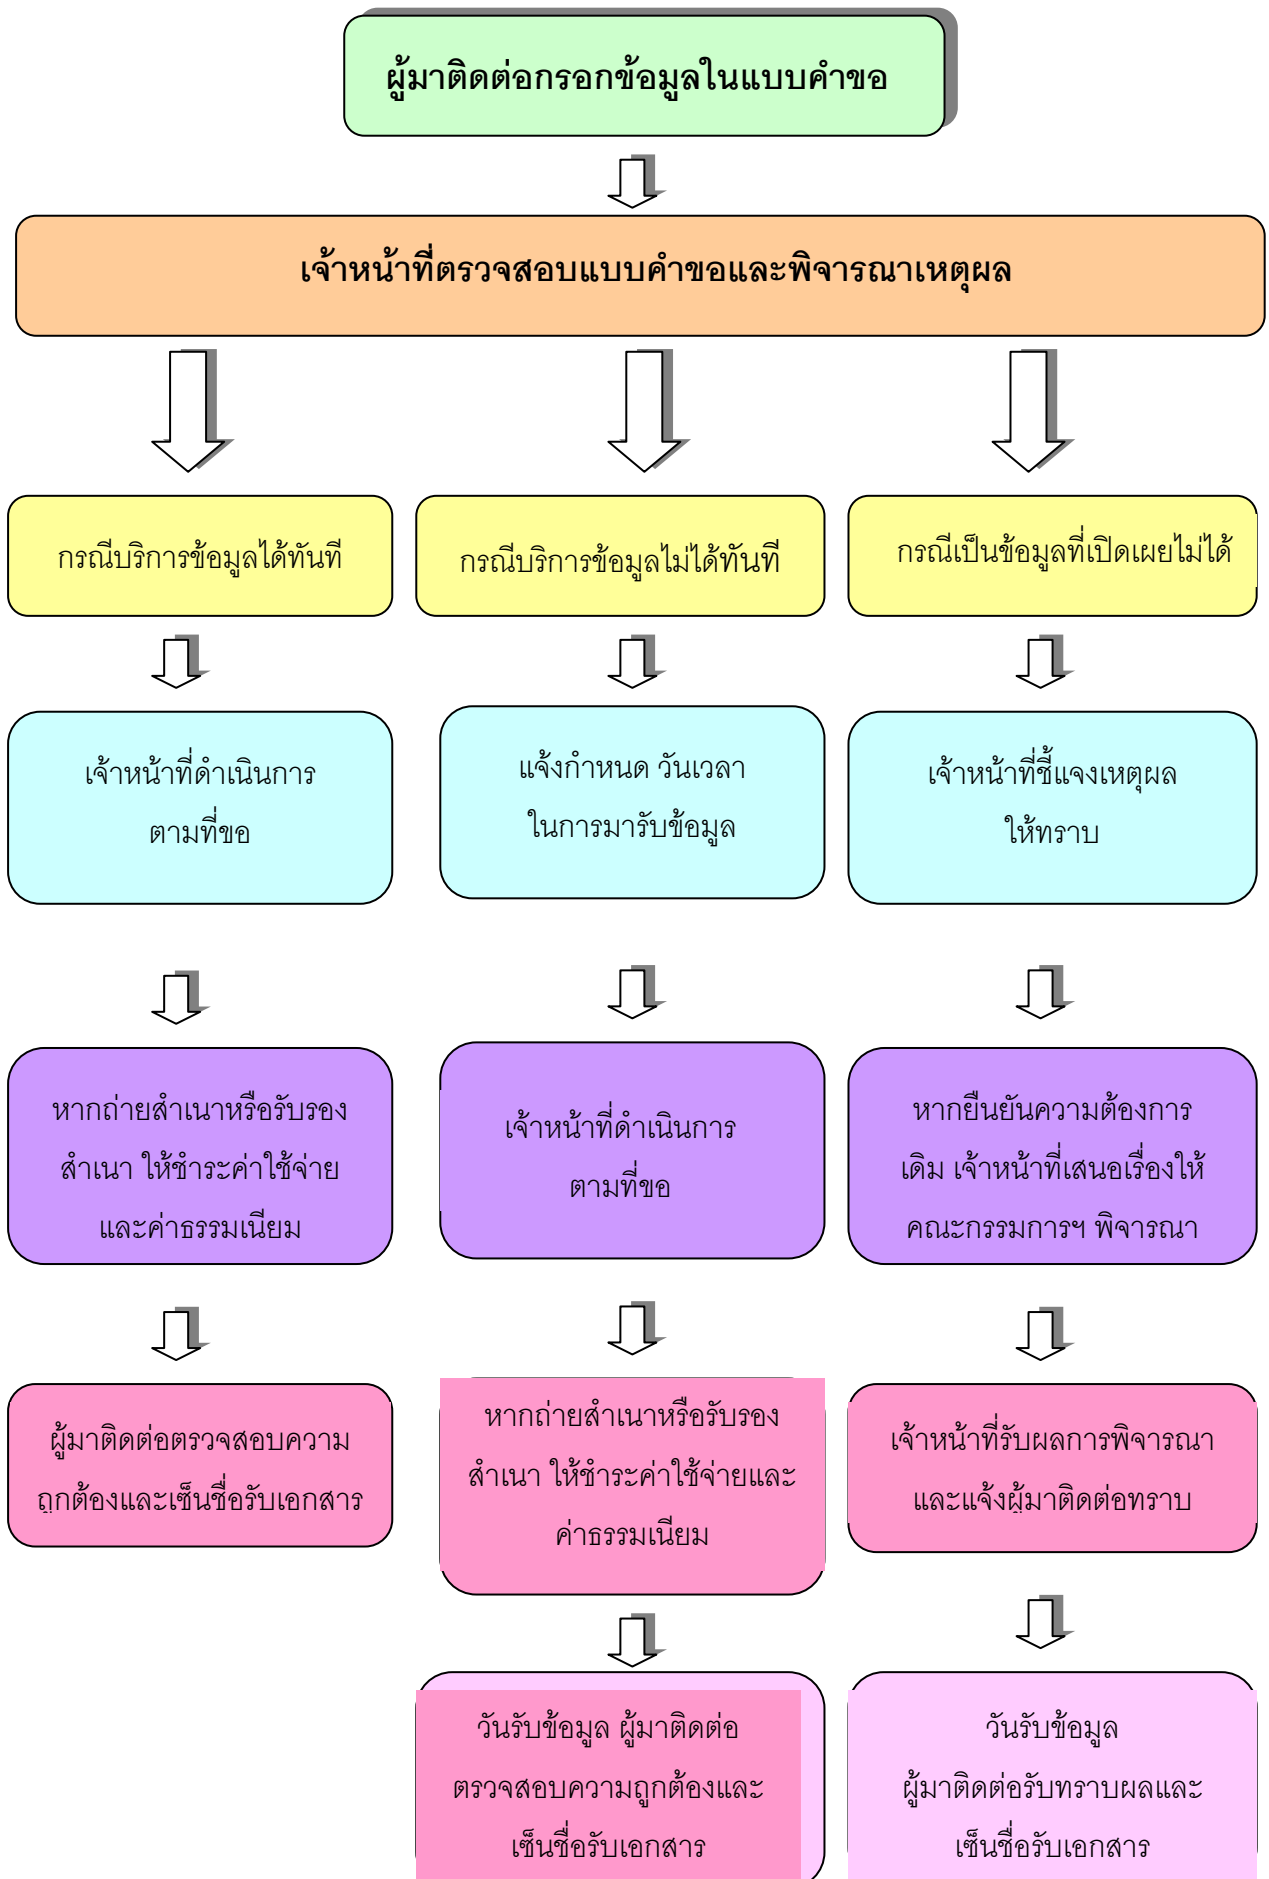 ผู้มาติดต่อกรอกข้อมูลในแบบคำขอ
เจ้าหน้าที่ตรวจสอบแบบคำขอและพิจารณาเหตุผล
กรณีบริการข้อมูลได้ทันที
กรณีบริการข้อมูลไม่ได้ทันที
กรณีเป็นข้อมูลที่เปิดเผยไม่ได้
เจ้าหน้าที่ดำเนินการ
ตามที่ขอ
แจ้งกำหนด วันเวลา
ในการมารับข้อมูล
เจ้าหน้าที่ชี้แจงเหตุผล
ให้ทราบ
หากถ่ายสำเนาหรือรับรอง
สำเนา ให้ชำระค่าใช้จ่าย
และค่าธรรมเนียม
เจ้าหน้าที่ดำเนินการ
ตามที่ขอ
หากยืนยันความต้องการ
เดิม เจ้าหน้าที่เสนอเรื่องให้
คณะกรรมการฯ พิจารณา
ผู้มาติดต่อตรวจสอบความ
ถูกต้องและเซ็นชื่อรับเอกสาร
หากถ่ายสำเนาหรือรับรอง
สำเนา ให้ชำระค่าใช้จ่ายและ
ค่าธรรมเนียม
เจ้าหน้าที่รับผลการพิจารณา
และแจ้งผู้มาติดต่อทราบ
วันรับข้อมูล ผู้มาติดต่อ
ตรวจสอบความถูกต้องและ
เซ็นชื่อรับเอกสาร
วันรับข้อมูล
ผู้มาติดต่อรับทราบผลและ
เซ็นชื่อรับเอกสาร